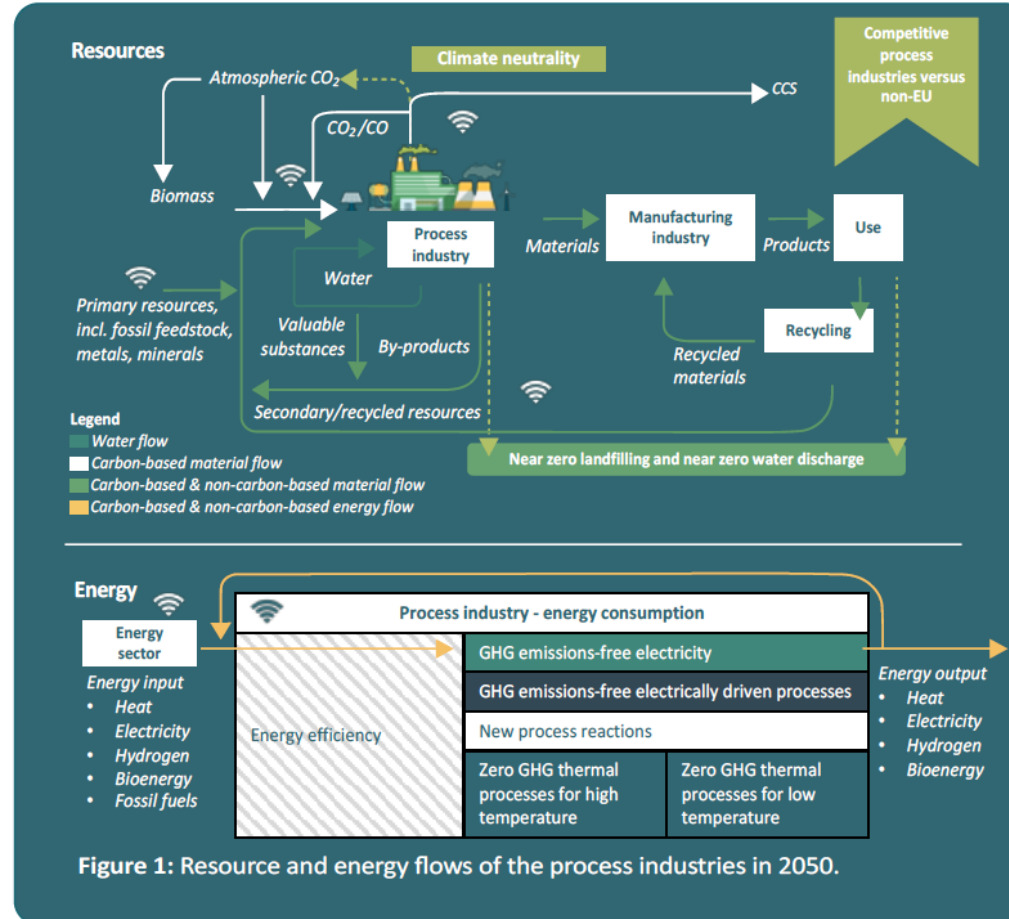 Resources
Climate neutrality
Competitive
process
industries versus
non-EU
Atmospheric CO₂
CCS
CO₂/CO
Biomass
Process
industry
Materials
Manufacturing
industry
Products
Use
Water
Primary resources,
incl. fossil feedstock,
metals, minerals
Valuable
substances
By-products
Recycling
Recycled
materials
Secondary/recycled resources
Legend
Water flow
Carbon-based material flow
Carbon-based & non-carbon-based material flow
Carbon-based & non-carbon-based energy flow
Near zero landfilling and near zero water discharge
Energy
Energy
sector
Energy input
• Heat
• Electricity
• Hydrogen
• Bioenergy
• Fossil fuels
Process industry - energy consumption
Energy efficiency
GHG emissions-free electricity
GHG emissions-free electrically driven processes
New process reactions
Zero GHG thermal
processes for high
temperature
Zero GHG thermal
processes for low
temperature
Energy output
• Heat
• Electricity
• Hydrogen
• Bioenergy
Figure 1: Resource and energy flows of the process industries in 2050.